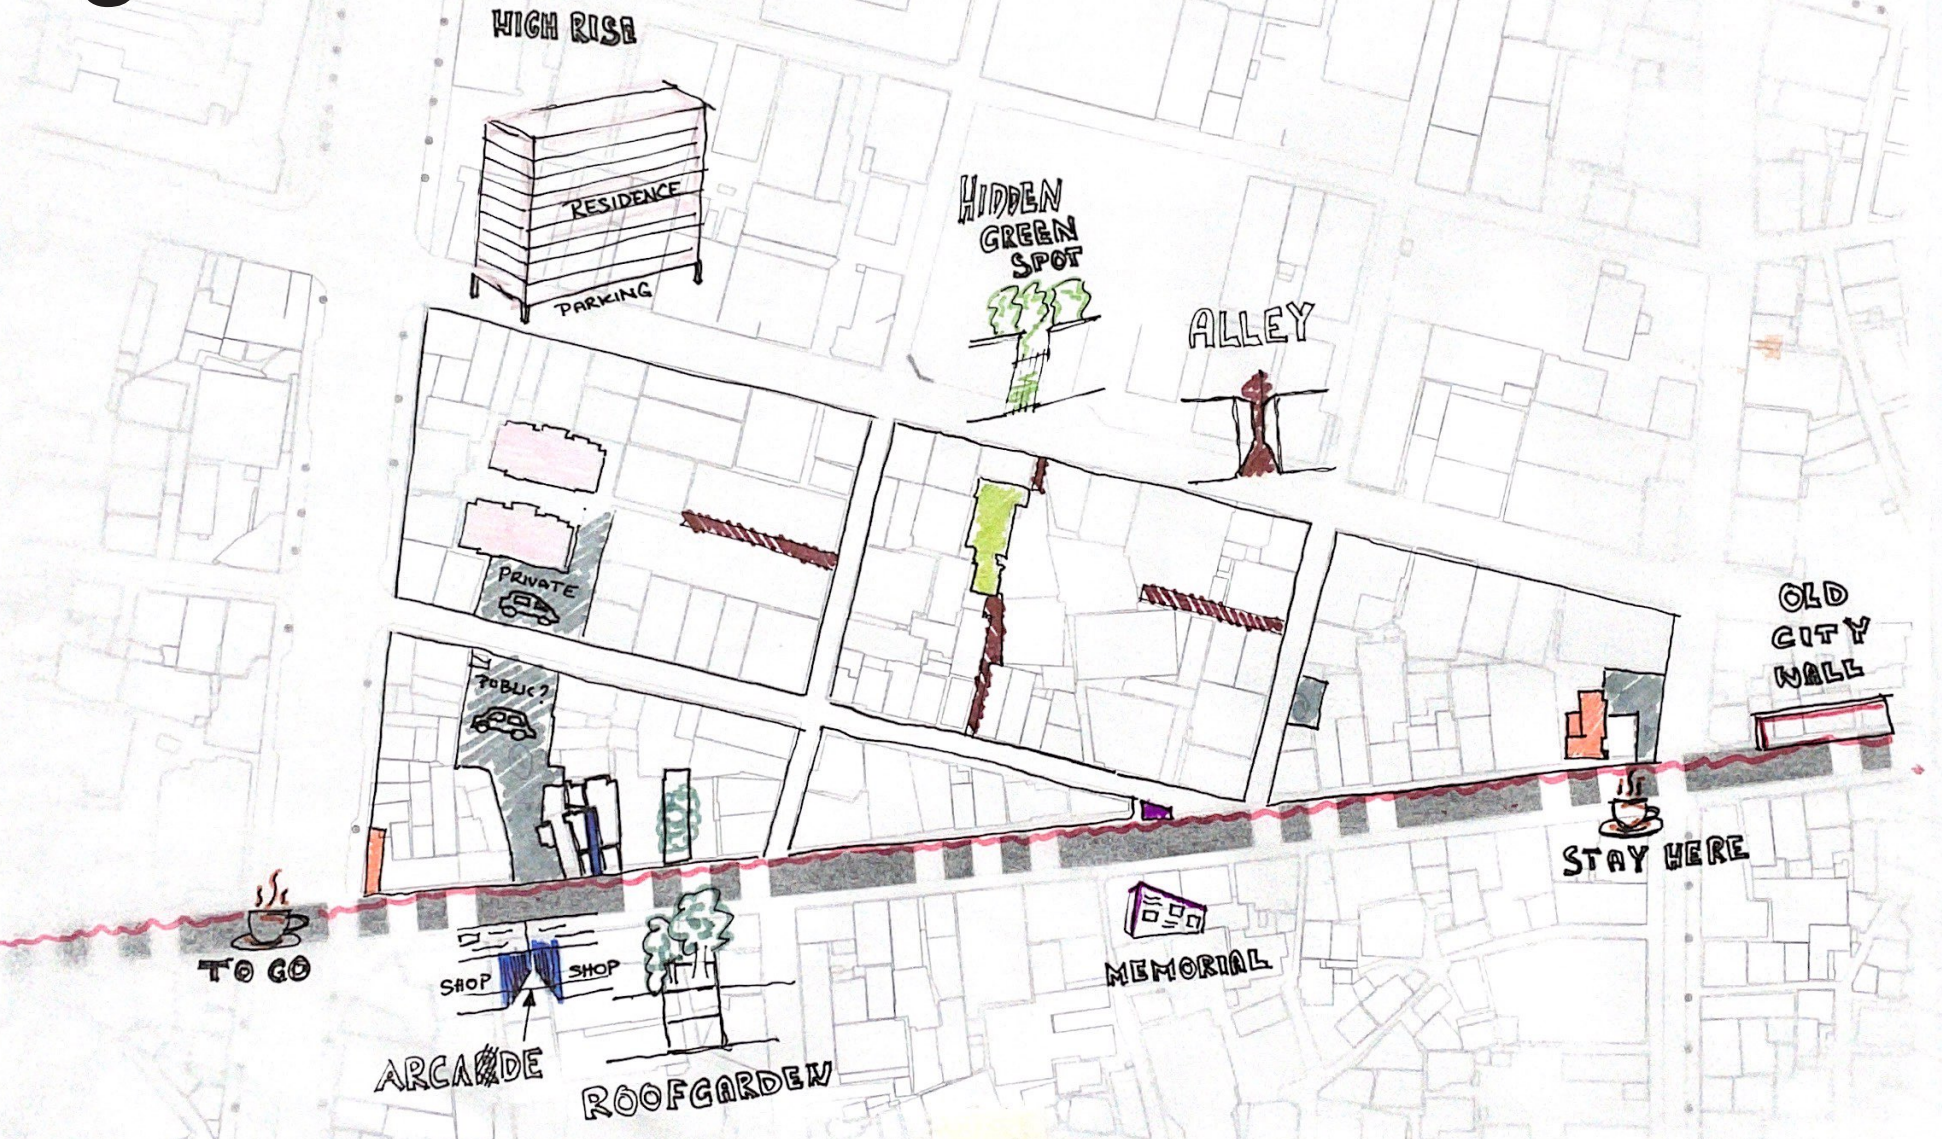 HIGH RISE
RESIDENCE
PARKING
HIDDEN
GREEN
SPOT
ALLEY
PRIVATE
PUBLIC?
OLD
CITY
WALL
STAY HERE
TO GO
SHOP
SHOP
MEMORIAL
ARCADE
ROOFGARDEN